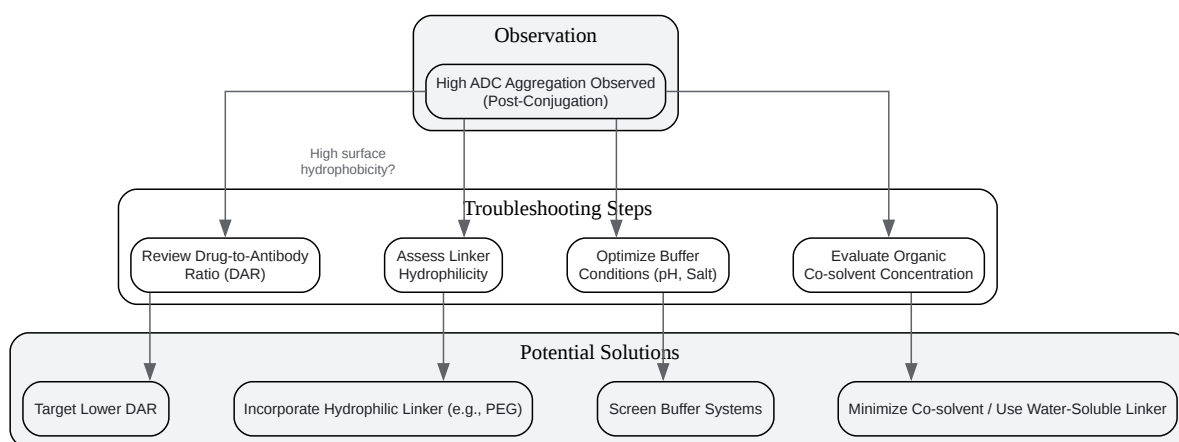 Observation
High ADC Aggregation Observed
(Post-Conjugation)
High surface
hydrophobicity?
Troubleshooting Steps
Review Drug-to-Antibody
Ratio (DAR)
Assess Linker
Hydrophilicity
Optimize Buffer
Conditions (pH, Salt)
Evaluate Organic
Co-solvent Concentration
Potential Solutions
Target Lower DAR
Incorporate Hydrophilic Linker (e.g., PEG)
Screen Buffer Systems
Minimize Co-solvent / Use Water-Soluble Linker